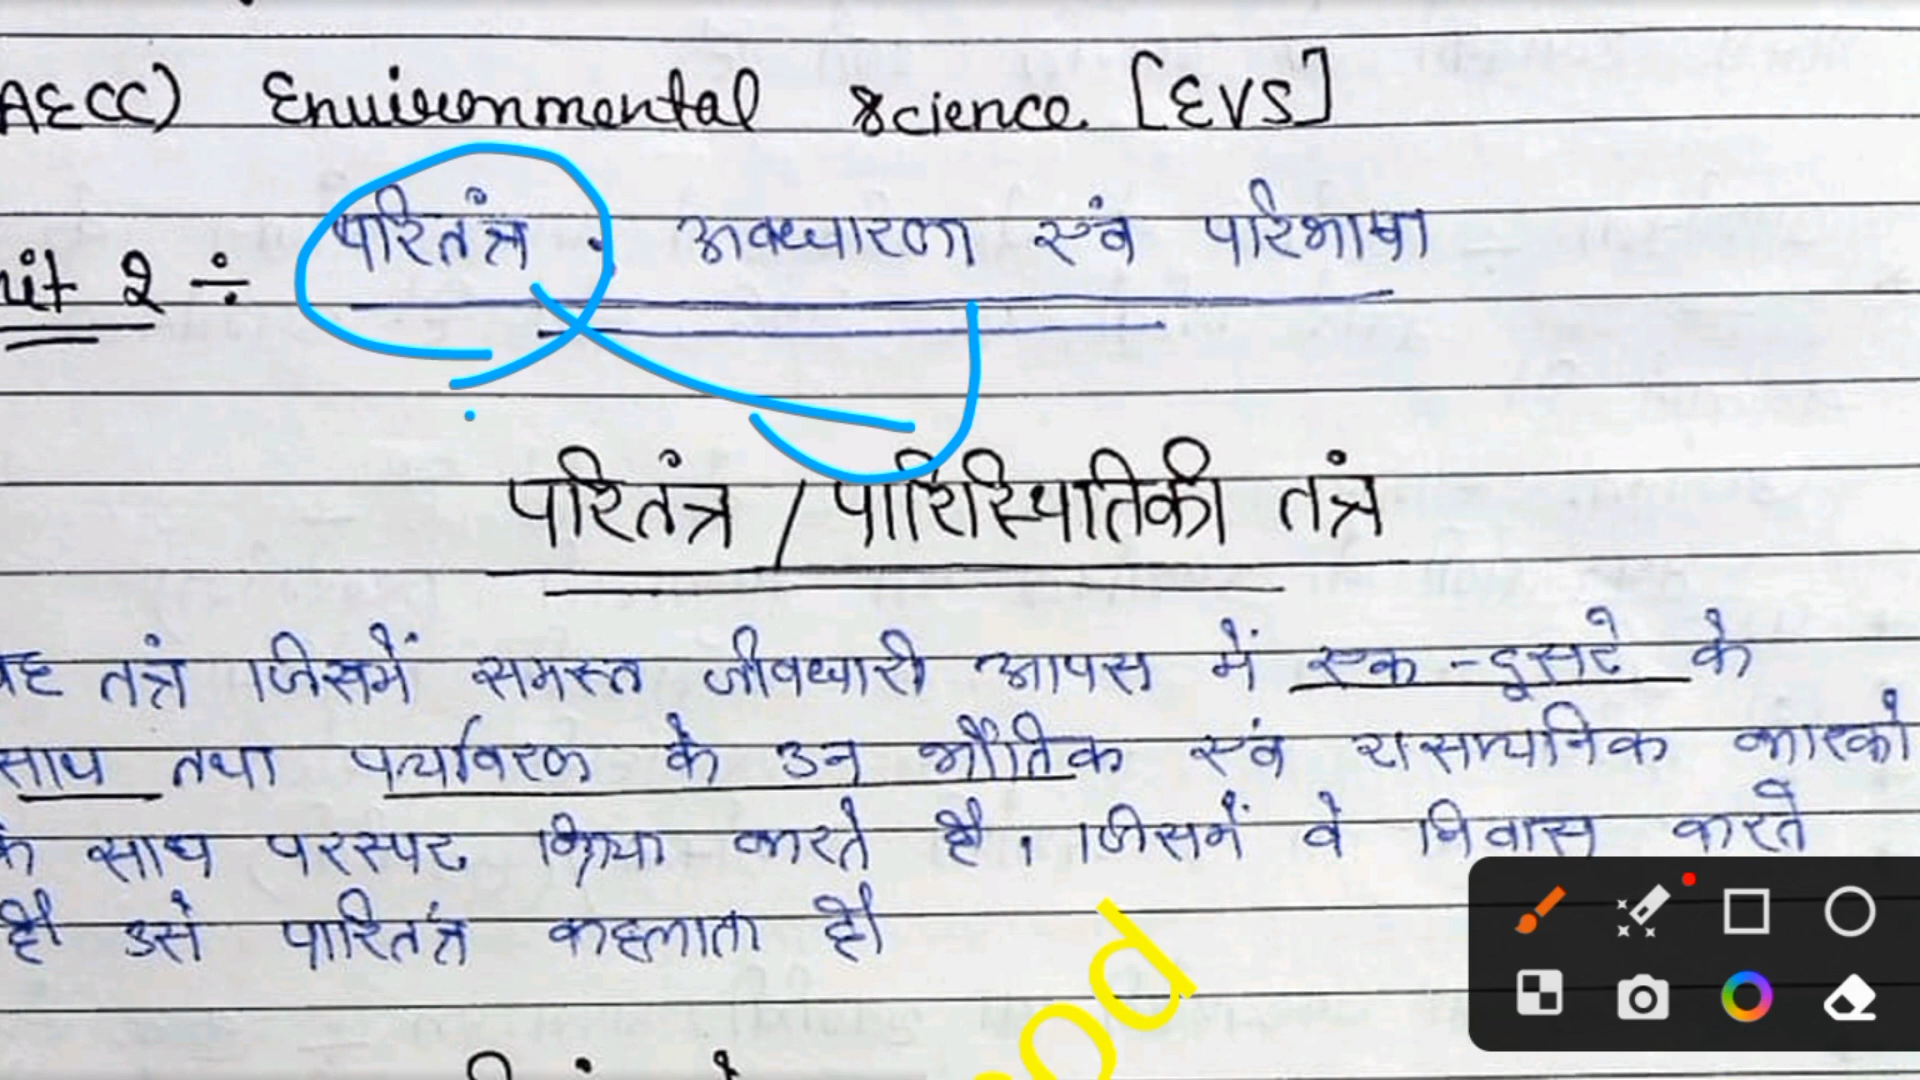 AECC) Environmental Science [EVS]
परितंत्र : अवधारणा एवं परिभाषा
Unit 2 ÷
परितंत्र / पारिस्थितिकी तंत्र
वह तंत्र जिसमें समस्त जीवधारी आपस में एक-दूसरे के
साथ तथा पर्यावरण के उन भौतिक एवं रासायनिक कारको
के साथ परस्पर क्रिया करते है। जिसमें वे निवास करते
है। उसे पारितंत्र कहलाता है।